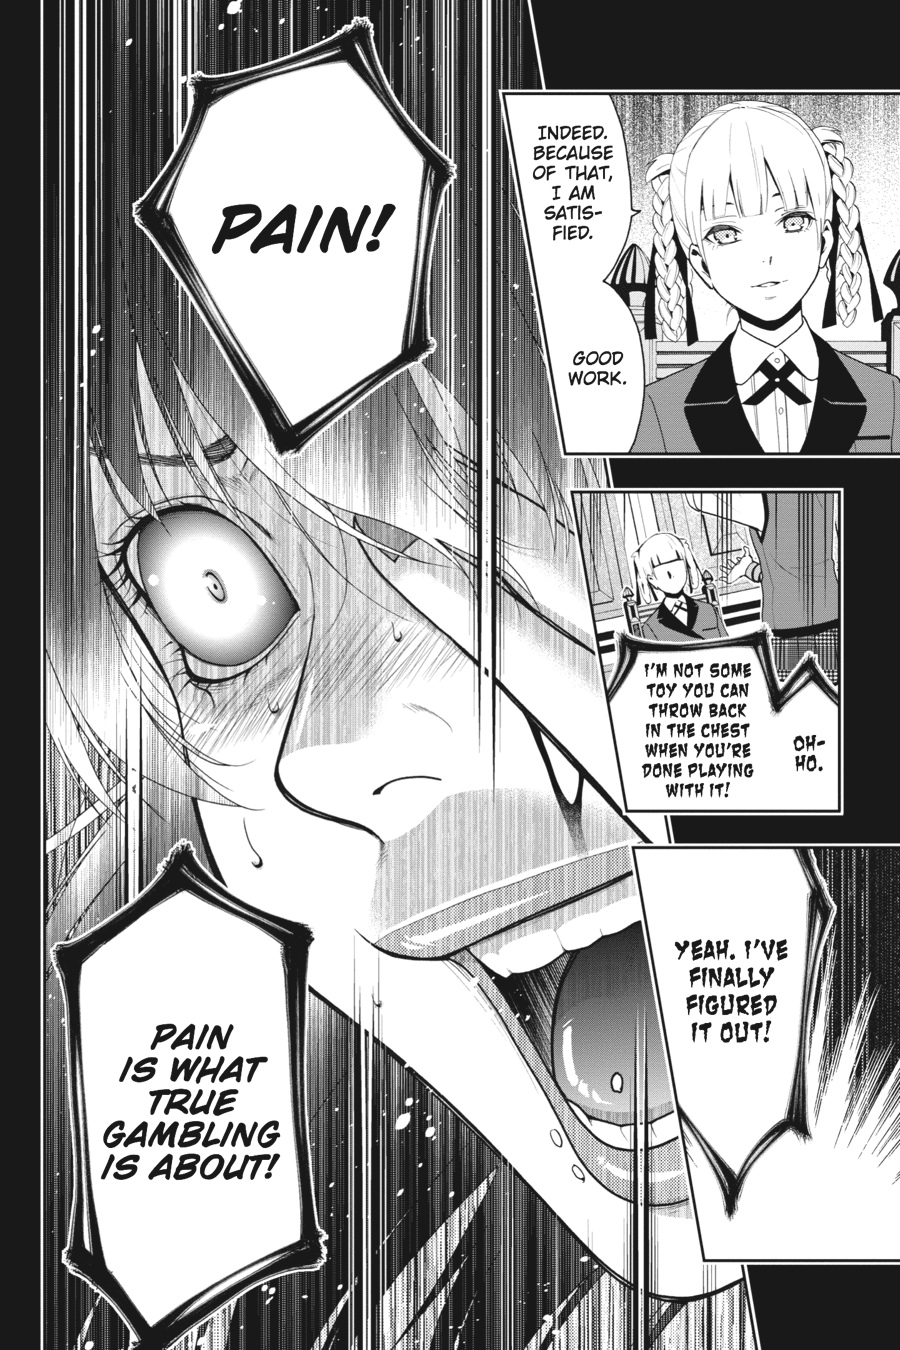 INDEED.
BECAUSE
OF THAT,
I AM
SATIS-
FIED.
GOOD
WORK.
I'M NOT SOME
TOY YOU CAN
THROW BACK
IN THE CHEST
WHEN YOU'RE
DONE PLAYING
WITH IT!
OH-
HO.
YEAH. I'VE
FINALLY
FIGURED
IT OUT!
PAIN!
PAIN
IS WHAT
TRUE
GAMBLING
IS ABOUT!